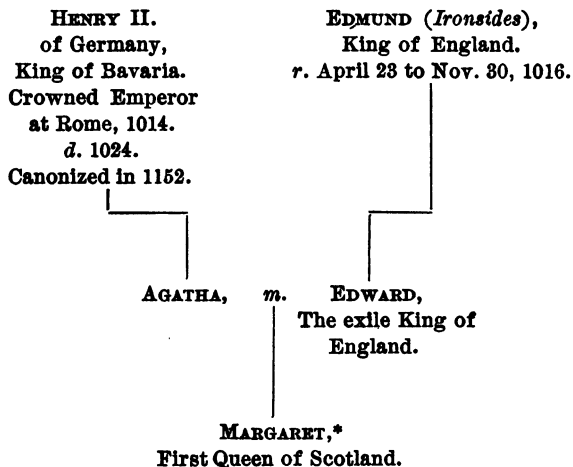 HENRY II.
of Germany,
King of Bavaria.
Crowned Emperor
at Rome, 1014.
d. 1024.
Canonized in 1152.
EDMUND (Ironsides),
King of England.
r. April 23 to Nov. 30, 1016.
AGATHA, m. EDWARD,
The exile King of
England.
MARGARET,*
First Queen of Scotland.